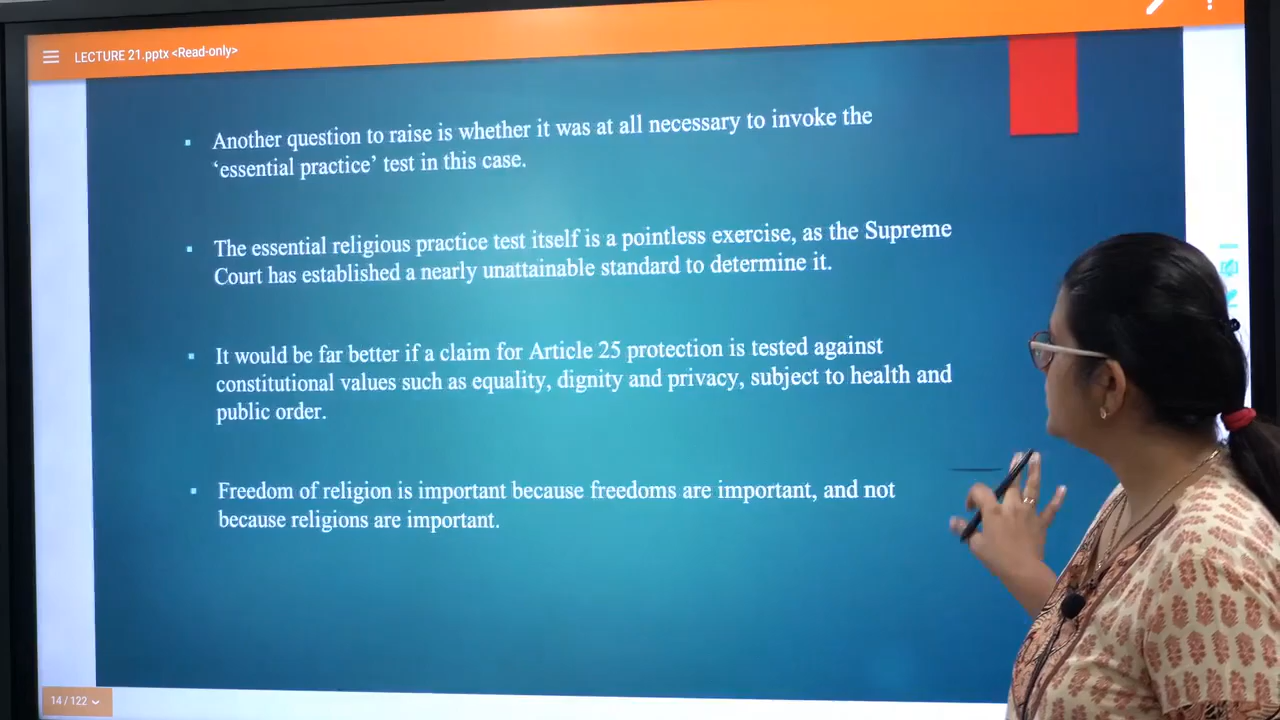 LECTURE 21.pptx <Read-only>
▪ Another question to raise is whether it was at all necessary to invoke the
‘essential practice’ test in this case.
▪ The essential religious practice test itself is a pointless exercise, as the Supreme
Court has established a nearly unattainable standard to determine it.
▪ It would be far better if a claim for Article 25 protection is tested against
constitutional values such as equality, dignity and privacy, subject to health and
public order.
▪ Freedom of religion is important because freedoms are important, and not
because religions are important.
14 / 122